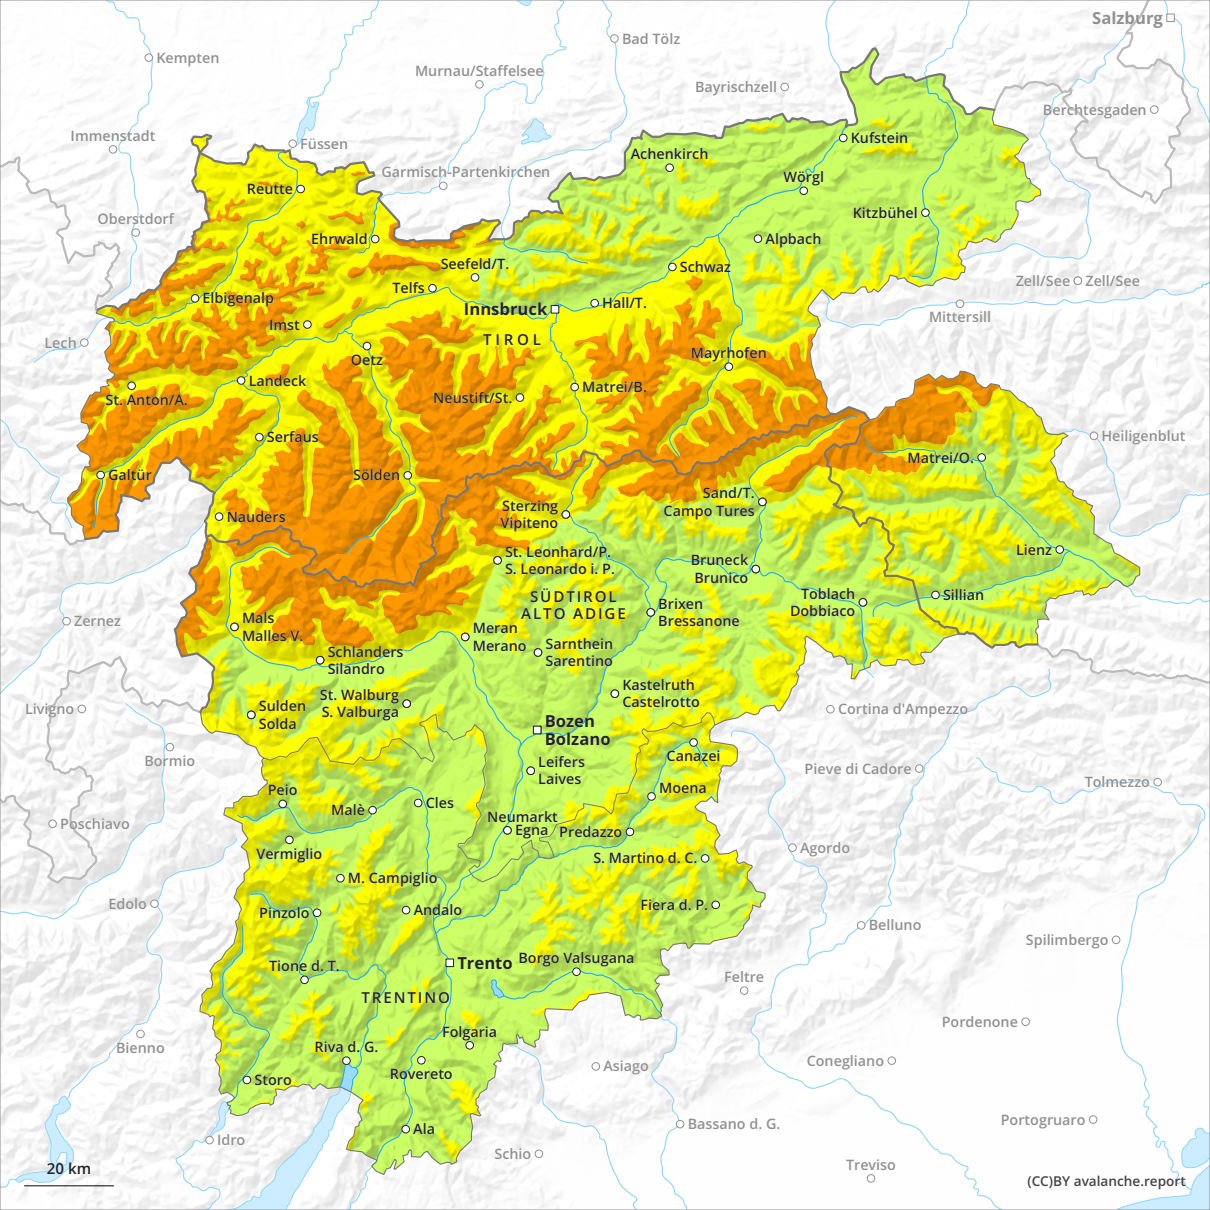 Salzburg
Bad Tölz
Kempten
Murnau/Staffelsee
Bayrischzell
Berchtesgaden
Immenstadt
Füssen
Kufstein
Achenkirch
Garmisch-Partenkirchen
Wörgl
Reutte
Oberstdorf
Kitzbühel
Ehrwald
Alpbach
Seefeld/T.
Schwaz
Zell/See
Zell/See
Telfs
Elbigenalp
Hall/T.
Innsbruck
Mittersill
Imst
TIROL
Lech
Mayrhofen
Oetz
Landeck
Matrei/B.
St. Anton/A.
Neustift/St.
Serfaus
Heiligenblut
Matrei/O.
Galtür
Sölden
Sand/T.
Campo Tures
Sterzing
Vipiteno
Nauders
Lienz
St. Leonhard/P.
S. Leonardo i. P.
Bruneck
Brunico
SÜDTIROL
ALTO ADIGE
Toblach
Dobbiaco
Sillian
Brixen
Bressanone
Zernez
Mals
Malles V.
Meran
Merano
Sarnthein
Sarentino
Schlanders
Silandro
Kastelruth
Castelrotto
St. Walburg
S. Valburga
Livigno
Sulden
Solda
Cortina d'Ampezzo
Bozen
Bolzano
Canazei
Bormio
Leifers
Laives
Pieve di Cadore
Tolmezzo
Peio
Moena
Malè
Cles
Neumarkt
Egna
Poschiavo
Predazzo
Vermiglio
Agordo
S. Martino d. C.
M. Campiglio
Edolo
Pinzolo
Andalo
Fiera d. P.
Belluno
Spilimbergo
Borgo Valsugana
Trento
Tione d. T.
Feltre
TRENTINO
Pordenone
Folgaria
Bienno
Riva d. G.
Conegliano
Asiago
Rovereto
Storo
Portogruaro
Bassano d. G.
Ala
Idro
Schio
Treviso
20 km
(CC)BY avalanche.report